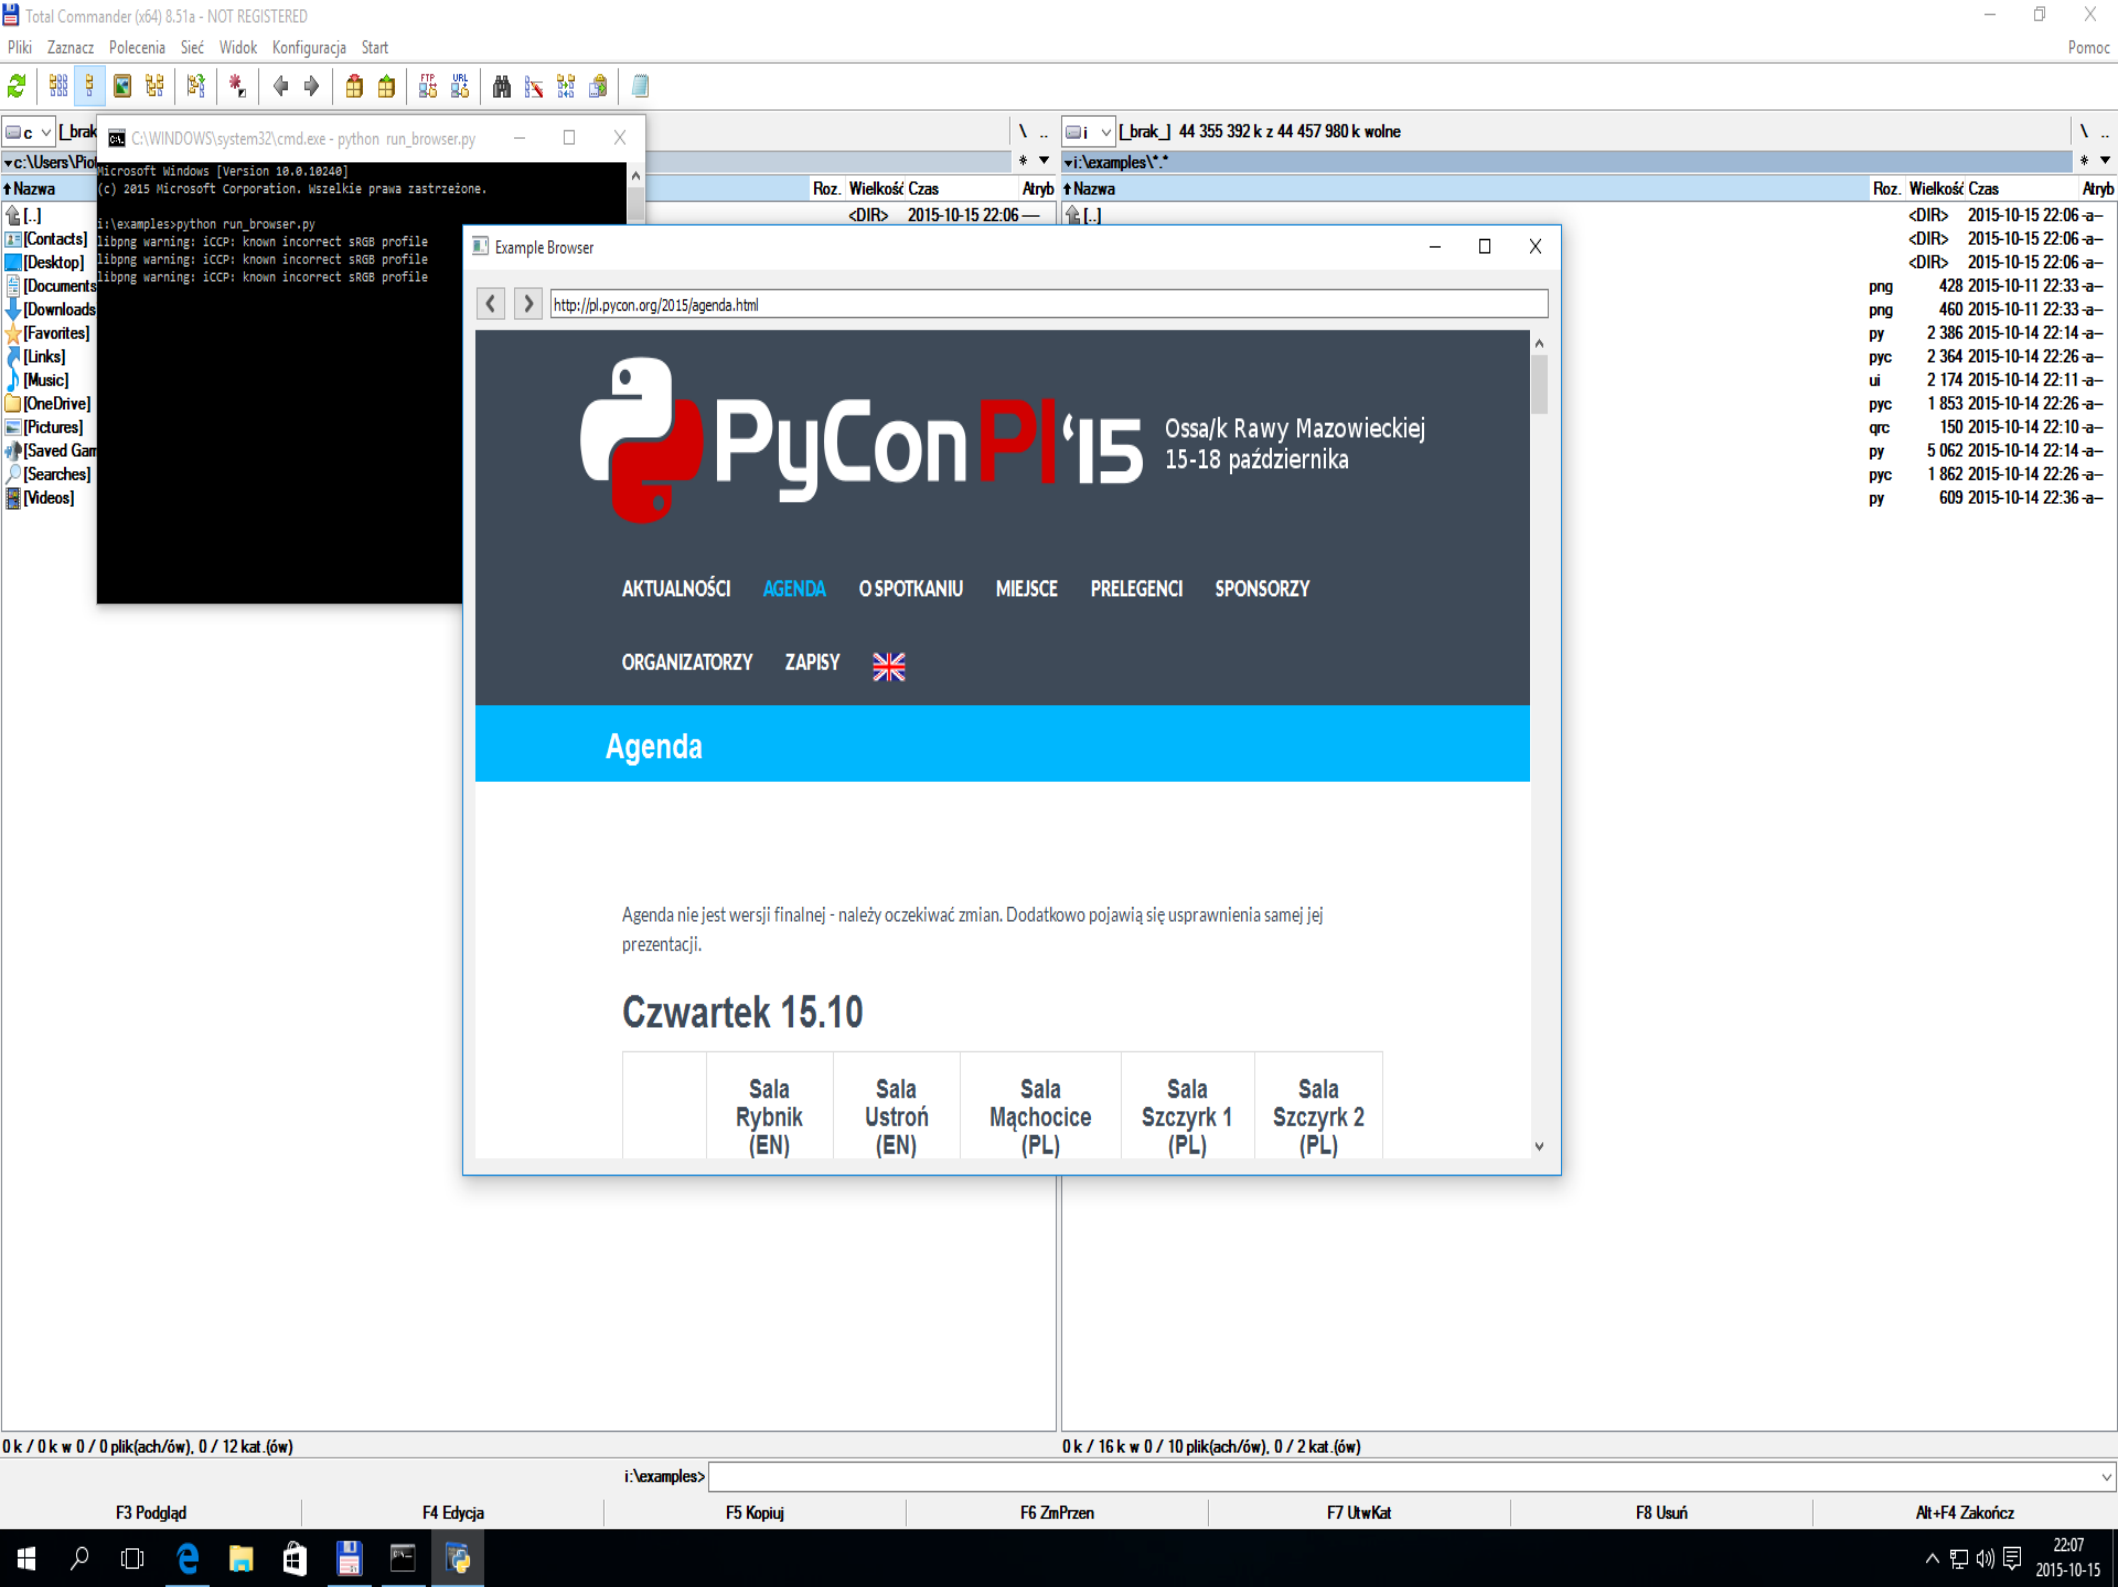 Total Commander (x64) 8.51a - NOT REGISTERED
Pliki Zaznacz Polecenia Sieć Widok Konfiguracja Start Pomoc
FTP URL
c [_brak \ .. i [_brak_] 44 355 392 k z 44 457 980 k wolne \ ..
c:\Users\Pio * i:\examples\*.* *
Nazwa Roz. Wielkość Czas Atryb Nazwa Roz. Wielkość Czas Atryb
[..] <DIR> 2015-10-15 22:06 — [..] <DIR> 2015-10-15 22:06 -a–
[Contacts] <DIR> 2015-10-15 22:06 -a–
[Desktop] <DIR> 2015-10-15 22:06 -a–
[Documents png 428 2015-10-11 22:33 -a–
[Downloads png 460 2015-10-11 22:33 -a–
[Favorites] py 2 386 2015-10-14 22:14 -a–
[Links] pyc 2 364 2015-10-14 22:26 -a–
[Music] ui 2 174 2015-10-14 22:11 -a–
[OneDrive] pyc 1 853 2015-10-14 22:26 -a–
[Pictures] qrc 150 2015-10-14 22:10 -a–
[Saved Gam py 5 062 2015-10-14 22:14 -a–
[Searches] pyc 1 862 2015-10-14 22:26 -a–
[Videos] py 609 2015-10-14 22:36 -a–
C:\WINDOWS\system32\cmd.exe - python run_browser.py
Microsoft Windows [Version 10.0.10240]
(c) 2015 Microsoft Corporation. Wszelkie prawa zastrzeżone.
i:\examples>python run_browser.py
libpng warning: iCCP: known incorrect sRGB profile
libpng warning: iCCP: known incorrect sRGB profile
libpng warning: iCCP: known incorrect sRGB profile
Example Browser
http://pl.pycon.org/2015/agenda.html
PyConPl'15
Ossa/k Rawy Mazowieckiej
15-18 października
AKTUALNOŚCI AGENDA O SPOTKANIU MIEJSCE PRELEGENCI SPONSORZY
ORGANIZATORZY ZAPISY
Agenda
Agenda nie jest wersji finalnej - należy oczekiwać zmian. Dodatkowo pojawią się usprawnienia samej jej
prezentacji.
Czwartek 15.10
Sala Rybnik (EN)
Sala Ustroń (EN)
Sala Mąchocice (PL)
Sala Szczyrk 1 (PL)
Sala Szczyrk 2 (PL)
0 k / 0 k w 0 / 0 plik(ach/ów), 0 / 12 kat.(ów) 0 k / 16 k w 0 / 10 plik(ach/ów), 0 / 2 kat.(ów)
i:\examples>
F3 Podgląd F4 Edycja F5 Kopiuj F6 ZmPrzen F7 UtwKat F8 Usuń Alt+F4 Zakończ
22:07
2015-10-15